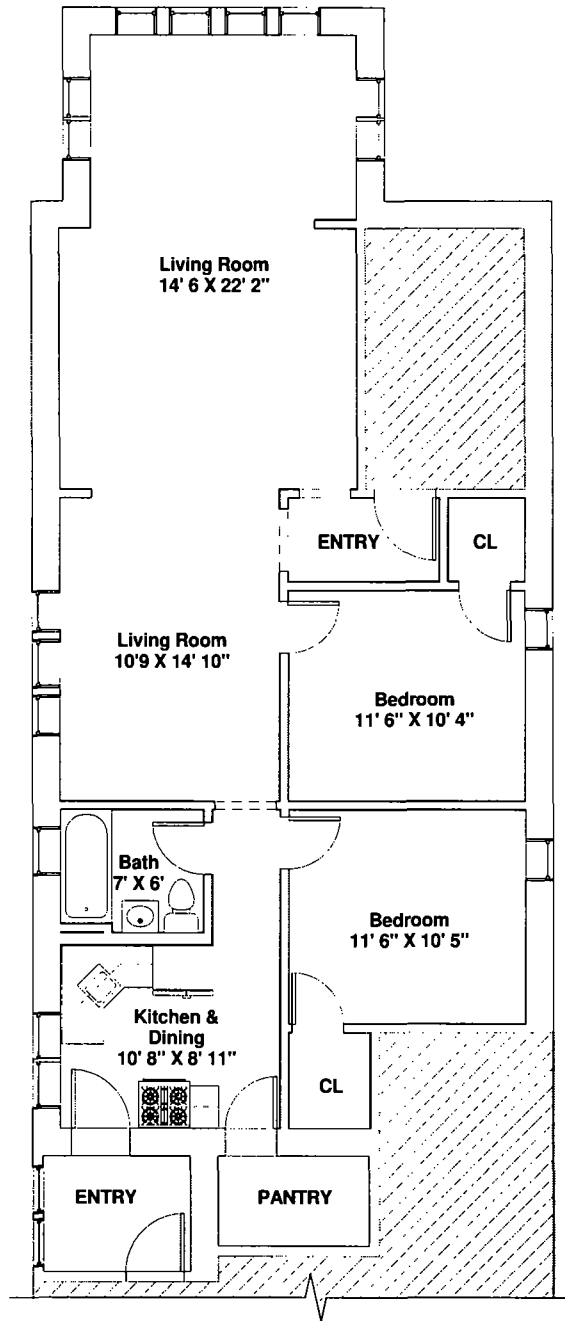 Living Room
14' 6 X 22' 2"
ENTRY
CL
Living Room
10'9 X 14' 10"
Bedroom
11' 6" X 10' 4"
Bath
7' X 6'
Bedroom
11' 6" X 10' 5"
Kitchen &
Dining
10' 8" X 8' 11"
CL
ENTRY
PANTRY